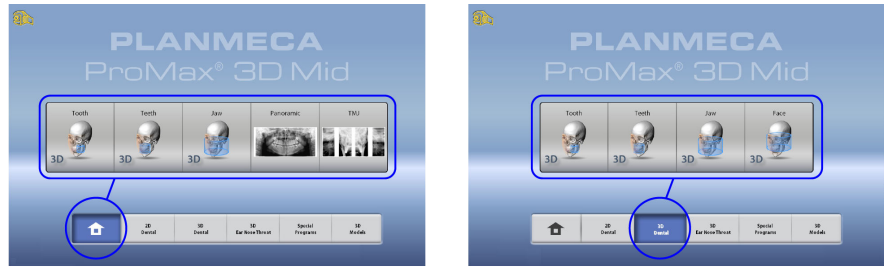 PLANMECA
ProMax® 3D Mid
Tooth
Teeth
Jaw
Panoramic
TMJ
3D
3D
3D
2D
Dental
3D
Dental
3D
Ear Nose Throat
Special
Programs
3D
Models
PLANMECA
ProMax® 3D Mid
Tooth
Teeth
Jaw
Face
3D
3D
3D
3D
2D
Dental
3D
Dental
3D
Ear Nose Throat
Special
Programs
3D
Models